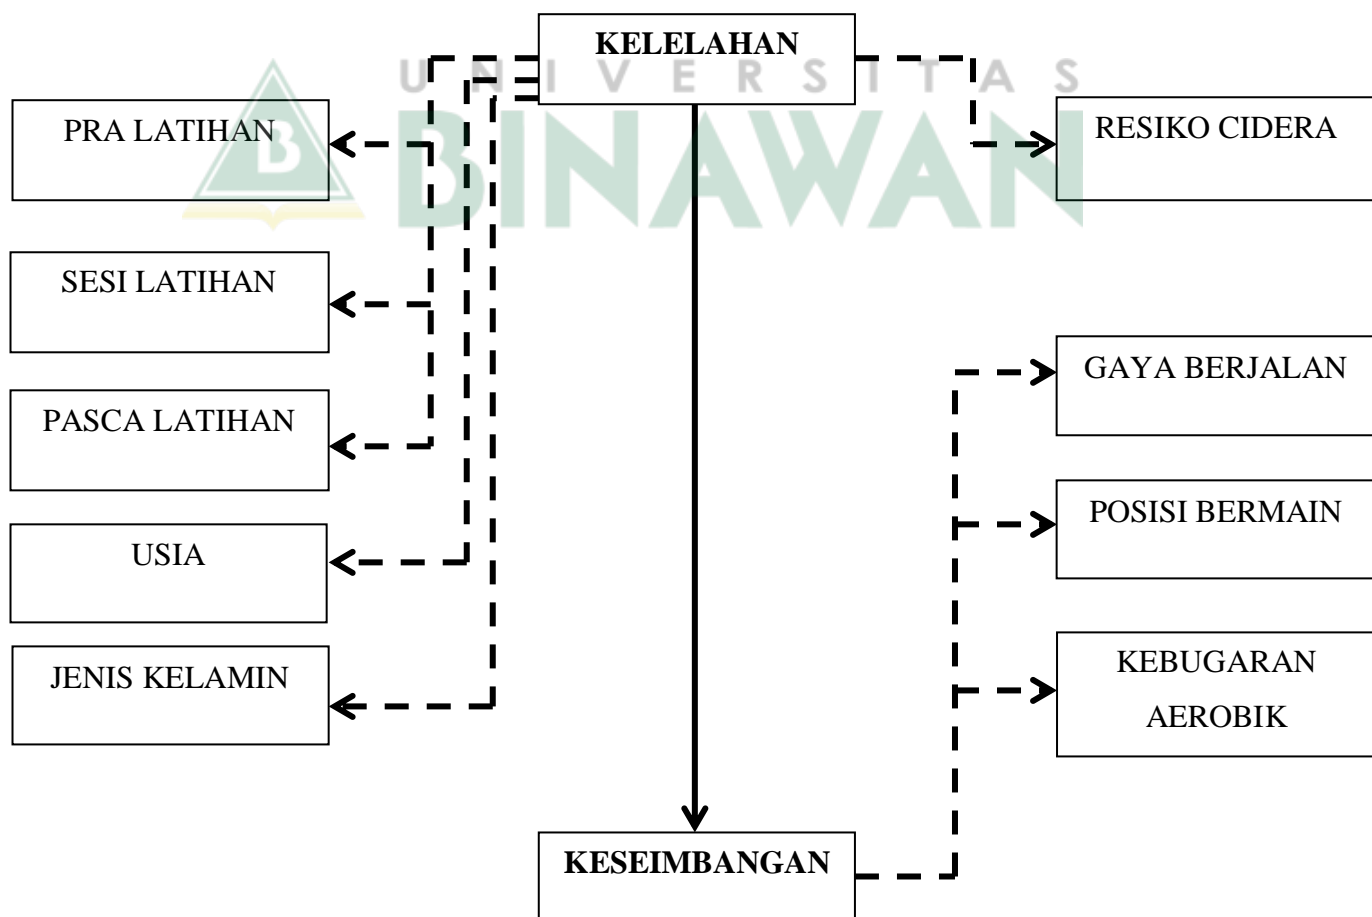 KELELAHAN
UNIVERSITAS
B BINAWAN
PRA LATIHAN
RESIKO CIDERA
SESI LATIHAN
GAYA BERJALAN
PASCA LATIHAN
POSISI BERMAIN
USIA
JENIS KELAMIN
KEBUGARAN
AEROBIK
KESEIMBANGAN